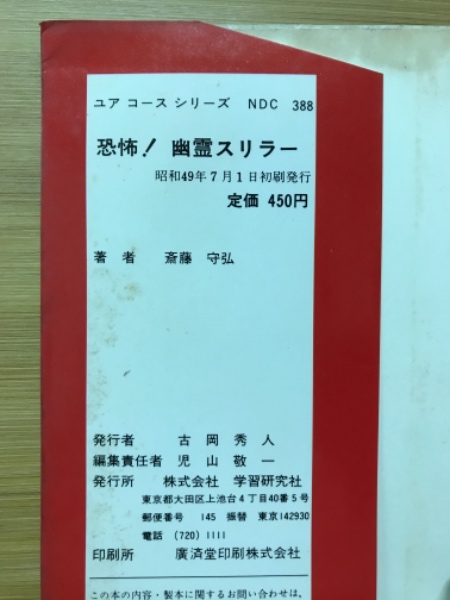 ユア コース シリーズ NDC 388
恐怖! 幽霊スリラー
昭和49年7月1日初刷発行
定価 450円
著 者 斎藤 守弘
発行者 古岡秀人
編集責任者 児山敬一
発行所 株式会社 学習研究社
東京都大田区上池台4丁目40番5号
郵便番号 145 振替 東京142930
電話 (720)1111
印刷所 廣済堂印刷株式会社
この本の内容・製本に関するお問い合わせは、